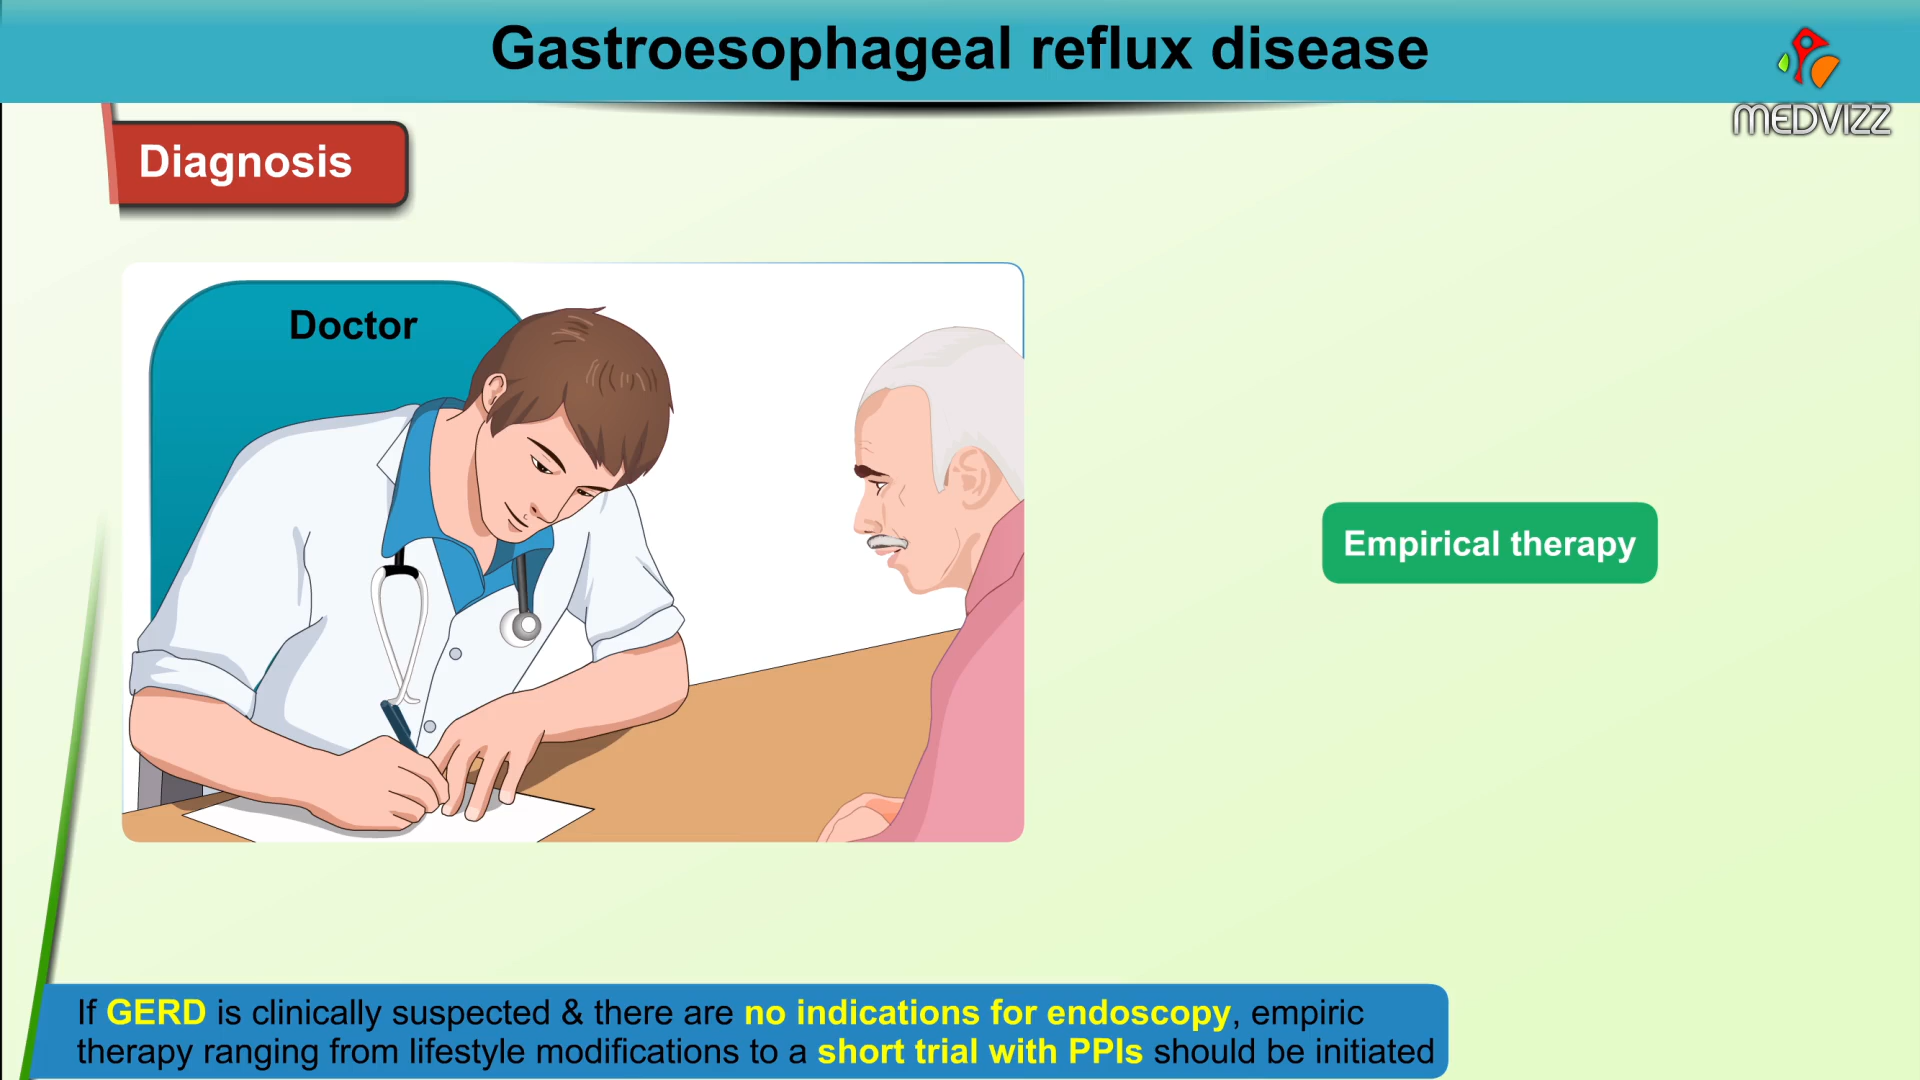 Gastroesophageal reflux disease
MEDVIZZ
Diagnosis
Doctor
Empirical therapy
If GERD is clinically suspected & there are no indications for endoscopy, empiric
therapy ranging from lifestyle modifications to a short trial with PPIs should be initiated